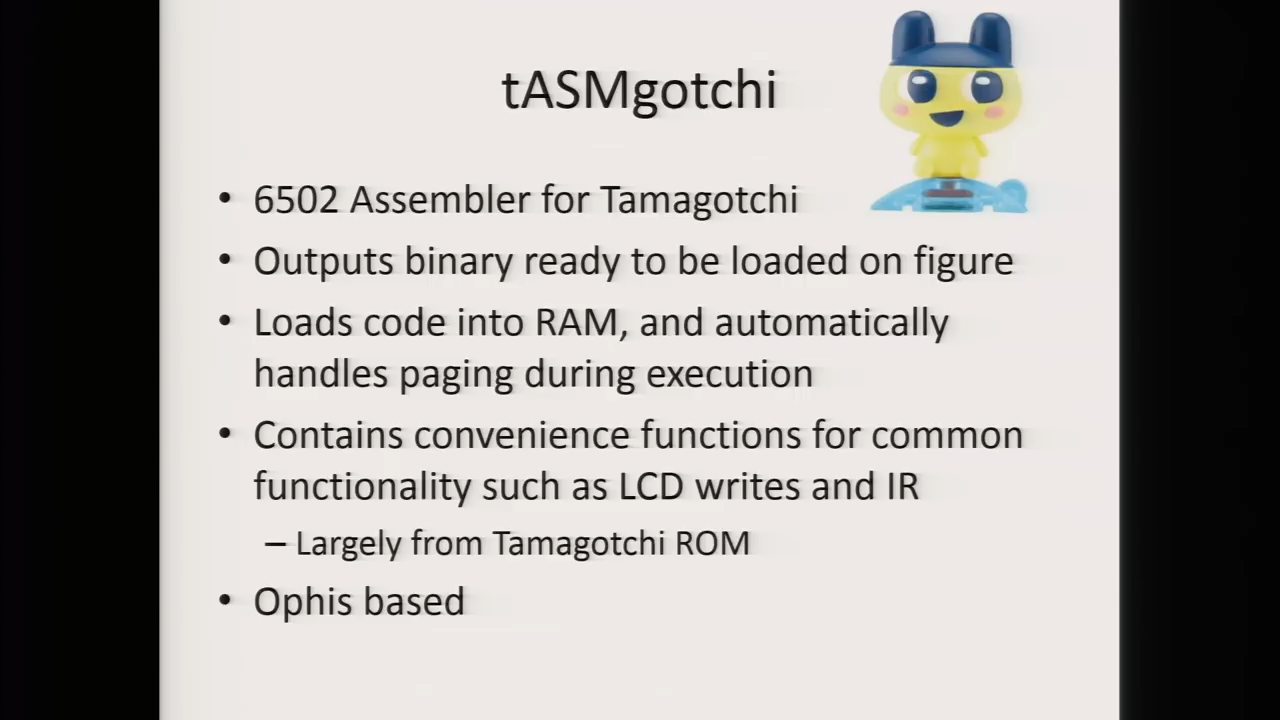 tASMgotchi
• 6502 Assembler for Tamagotchi
• Outputs binary ready to be loaded on figure
• Loads code into RAM, and automatically
handles paging during execution
• Contains convenience functions for common
functionality such as LCD writes and IR
– Largely from Tamagotchi ROM
• Ophis based